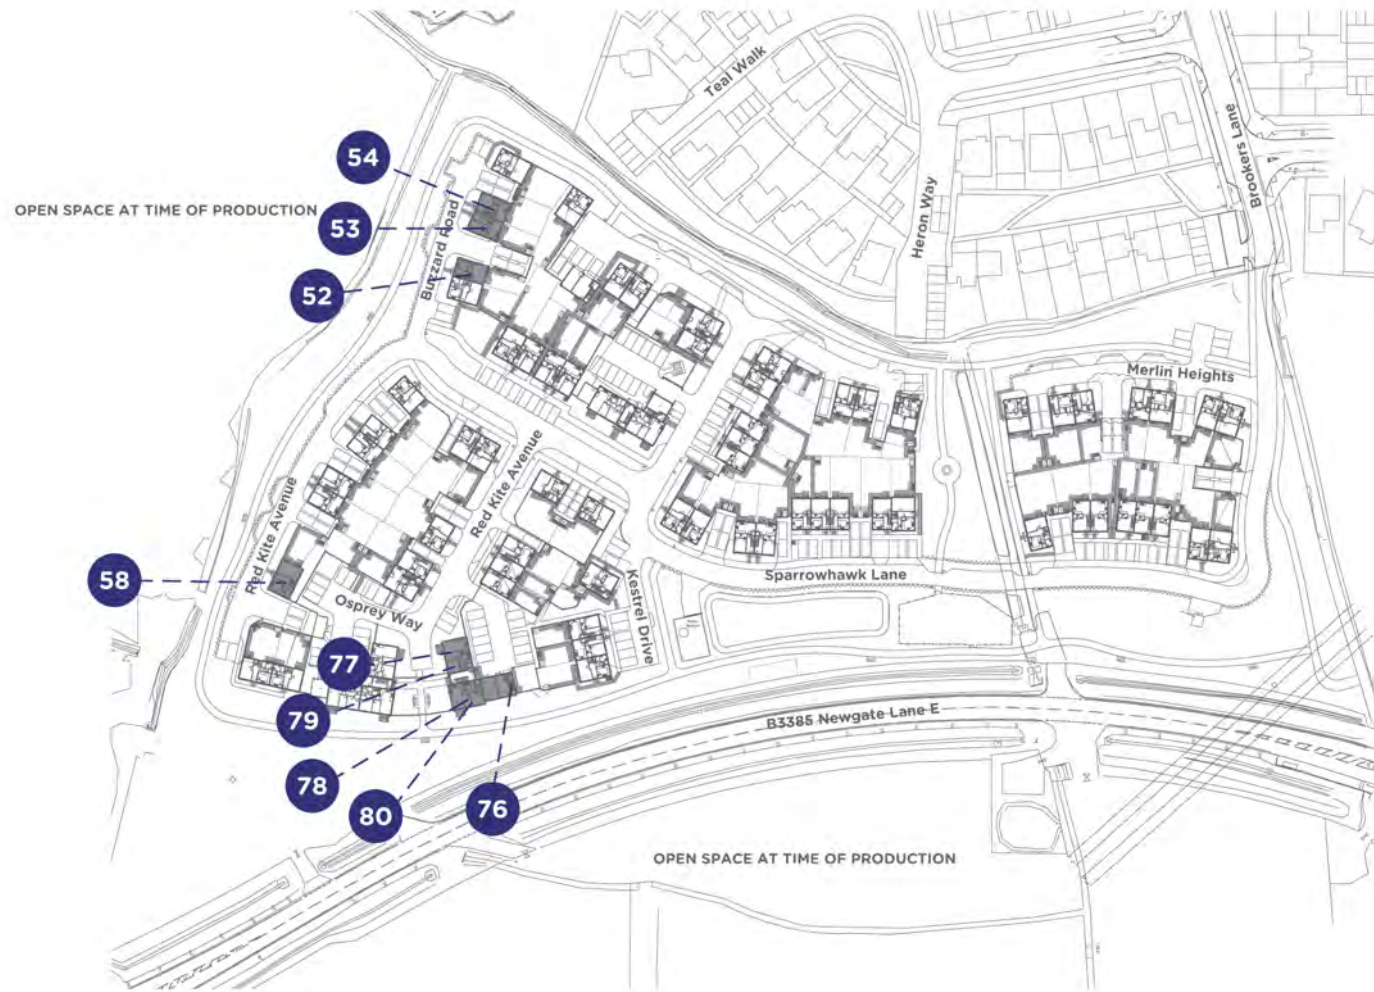 Teal Walk
Brookers Lane
54
OPEN SPACE AT TIME OF PRODUCTION
53
Buzzard Road
Heron Way
52
Merlin Heights
Red Kite Avenue
Red Kite Avenue
58
Osprey Way
Sparrowhawk Lane
Kestrel Drive
77
79
B3385 Newgate Lane E
78
80
76
OPEN SPACE AT TIME OF PRODUCTION